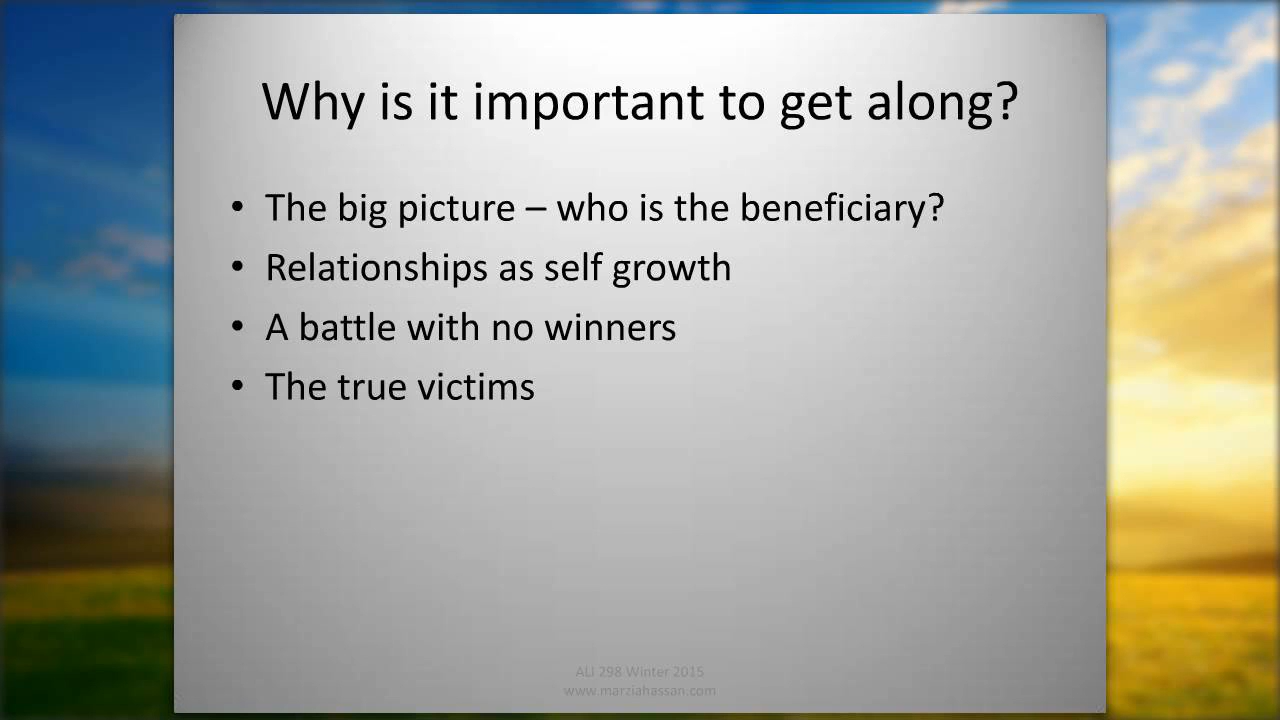 Why is it important to get along?
• The big picture – who is the beneficiary?
• Relationships as self growth
• A battle with no winners
• The true victims
ALI 298 Winter 2015
www.marziahassan.com